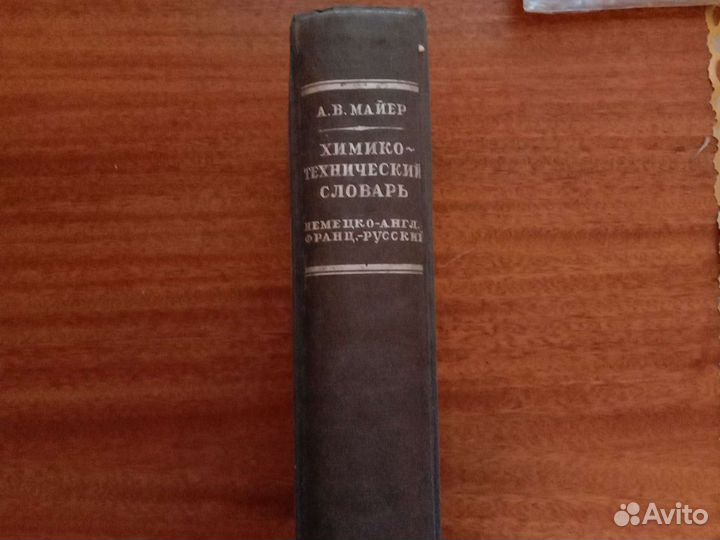 А.В. МАЙЕР
ХИМИКО-
ТЕХНИЧЕСКИЙ
СЛОВАРЬ
НЕМЕЦКО-АНГЛ.-
ФРАНЦ.-РУССКИЙ
Avito